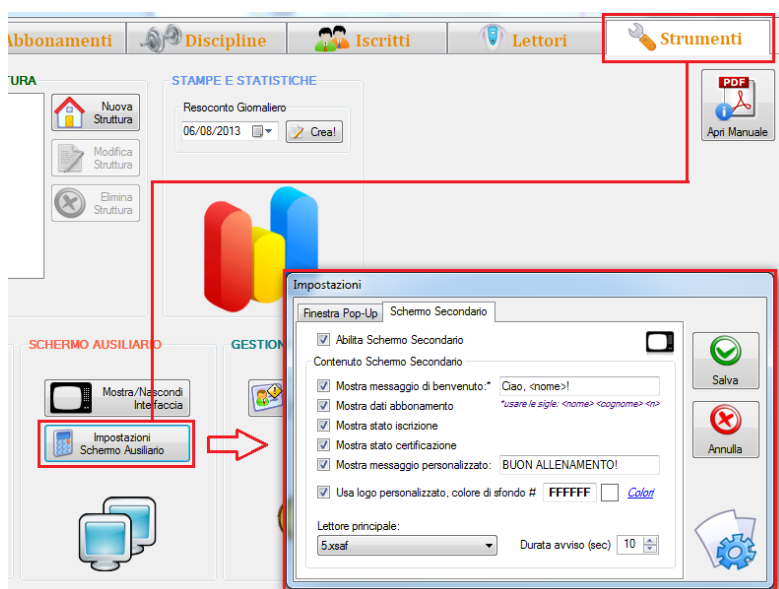 Abbonamenti
Discipline
Iscritti
Lettori
Strumenti
TURA
STAMPE E STATISTICHE
Nuova
Struttura
Modifica
Struttura
Elimina
Struttura
Resoconto Giornaliero
06/08/2013
Crea!
PDF
Apri Manuale
SCHERMO AUSILIARIO
GESTION
Mostra/Nascondi
Interfaccia
Impostazioni
Schermo Ausiliario
Impostazioni
Finestra Pop-Up
Schermo Secondario
Abilita Schermo Secondario
Contenuto Schermo Secondario
Mostra messaggio di benvenuto:* Ciao, <nome>!
Mostra dati abbonamento *usare le sigle: <nome> <cognome> <n>
Mostra stato iscrizione
Mostra stato certificazione
Mostra messaggio personalizzato: BUON ALLENAMENTO!
Usa logo personalizzato, colore di sfondo # FFFFFF Colori
Lettore principale:
5.xsaf
Durata avviso (sec) 10
Salva
Annulla